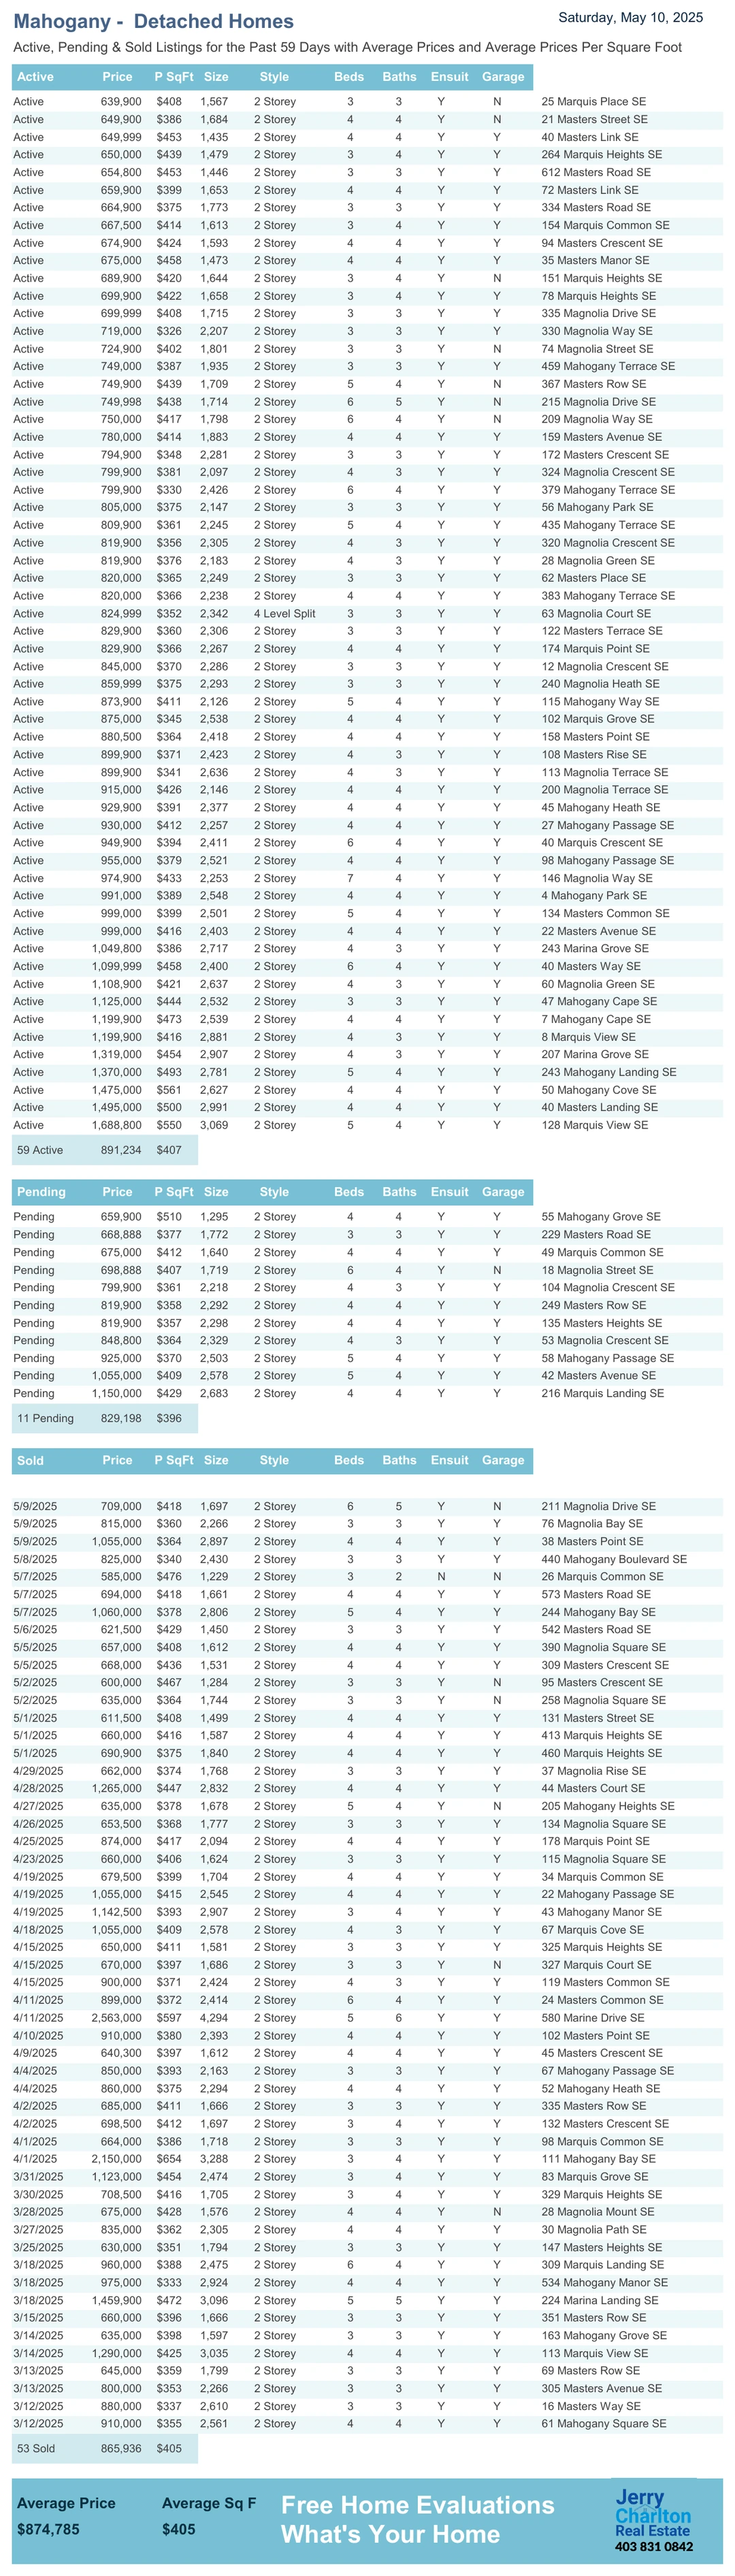 Mahogany - Detached Homes Saturday, May 10, 2025
Active, Pending & Sold Listings for the Past 59 Days with Average Prices and Average Prices Per Square Foot
Active Price P SqFt Size Style Beds Baths Ensuit Garage
Active 639,900 $408 1,567 2 Storey 3 3 Y N 25 Marquis Place SE
Active 649,900 $386 1,684 2 Storey 4 4 Y N 21 Masters Street SE
Active 649,999 $453 1,435 2 Storey 4 4 Y Y 40 Masters Link SE
Active 650,000 $439 1,479 2 Storey 3 4 Y Y 264 Marquis Heights SE
Active 654,800 $453 1,446 2 Storey 3 3 Y Y 612 Masters Road SE
Active 659,900 $399 1,653 2 Storey 4 4 Y Y 72 Masters Link SE
Active 664,900 $375 1,773 2 Storey 3 3 Y Y 334 Masters Road SE
Active 667,500 $414 1,613 2 Storey 3 4 Y Y 154 Marquis Common SE
Active 674,900 $424 1,593 2 Storey 4 4 Y Y 94 Masters Crescent SE
Active 675,000 $458 1,473 2 Storey 4 4 Y Y 35 Masters Manor SE
Active 689,900 $420 1,644 2 Storey 3 4 Y N 151 Marquis Heights SE
Active 699,900 $422 1,658 2 Storey 3 4 Y Y 78 Marquis Heights SE
Active 699,999 $408 1,715 2 Storey 3 3 Y Y 335 Magnolia Drive SE
Active 719,000 $326 2,207 2 Storey 3 3 Y Y 330 Magnolia Way SE
Active 724,900 $402 1,801 2 Storey 3 3 Y N 74 Magnolia Street SE
Active 749,000 $387 1,935 2 Storey 3 3 Y Y 459 Mahogany Terrace SE
Active 749,900 $439 1,709 2 Storey 5 4 Y N 367 Masters Row SE
Active 749,998 $438 1,714 2 Storey 6 5 Y N 215 Magnolia Drive SE
Active 750,000 $417 1,798 2 Storey 6 4 Y N 209 Magnolia Way SE
Active 780,000 $414 1,883 2 Storey 4 4 Y Y 159 Masters Avenue SE
Active 794,900 $348 2,281 2 Storey 3 3 Y Y 172 Masters Crescent SE
Active 799,900 $381 2,097 2 Storey 4 3 Y Y 324 Magnolia Crescent SE
Active 799,900 $330 2,426 2 Storey 6 4 Y Y 379 Mahogany Terrace SE
Active 805,000 $375 2,147 2 Storey 3 3 Y Y 56 Mahogany Park SE
Active 809,900 $361 2,245 2 Storey 5 4 Y Y 435 Mahogany Terrace SE
Active 819,900 $356 2,305 2 Storey 4 3 Y Y 320 Magnolia Crescent SE
Active 819,900 $376 2,183 2 Storey 4 3 Y Y 28 Magnolia Green SE
Active 820,000 $365 2,249 2 Storey 3 3 Y Y 62 Masters Place SE
Active 820,000 $366 2,238 2 Storey 4 4 Y Y 383 Mahogany Terrace SE
Active 824,999 $352 2,342 4 Level Split 3 3 Y Y 63 Magnolia Court SE
Active 829,900 $360 2,306 2 Storey 3 3 Y Y 122 Masters Terrace SE
Active 829,900 $366 2,267 2 Storey 4 4 Y Y 174 Marquis Point SE
Active 845,000 $370 2,286 2 Storey 3 3 Y Y 12 Magnolia Crescent SE
Active 859,999 $375 2,293 2 Storey 3 3 Y Y 240 Magnolia Heath SE
Active 873,900 $411 2,126 2 Storey 5 4 Y Y 115 Mahogany Way SE
Active 875,000 $345 2,538 2 Storey 4 4 Y Y 102 Marquis Grove SE
Active 880,500 $364 2,418 2 Storey 4 4 Y Y 158 Masters Point SE
Active 899,900 $371 2,423 2 Storey 4 3 Y Y 108 Masters Rise SE
Active 899,900 $341 2,636 2 Storey 4 3 Y Y 113 Magnolia Terrace SE
Active 915,000 $426 2,146 2 Storey 4 4 Y Y 200 Magnolia Terrace SE
Active 929,900 $391 2,377 2 Storey 4 4 Y Y 45 Mahogany Heath SE
Active 930,000 $412 2,257 2 Storey 4 4 Y Y 27 Mahogany Passage SE
Active 949,900 $394 2,411 2 Storey 6 4 Y Y 40 Marquis Crescent SE
Active 955,000 $379 2,521 2 Storey 4 4 Y Y 98 Mahogany Passage SE
Active 974,900 $433 2,253 2 Storey 7 4 Y Y 146 Magnolia Way SE
Active 991,000 $389 2,548 2 Storey 4 4 Y Y 4 Mahogany Park SE
Active 999,000 $399 2,501 2 Storey 5 4 Y Y 134 Masters Common SE
Active 999,000 $416 2,403 2 Storey 4 4 Y Y 22 Masters Avenue SE
Active 1,049,800 $386 2,717 2 Storey 4 3 Y Y 243 Marina Grove SE
Active 1,099,999 $458 2,400 2 Storey 6 4 Y Y 40 Masters Way SE
Active 1,108,900 $421 2,637 2 Storey 4 3 Y Y 60 Magnolia Green SE
Active 1,125,000 $444 2,532 2 Storey 3 3 Y Y 47 Mahogany Cape SE
Active 1,199,900 $473 2,539 2 Storey 4 4 Y Y 7 Mahogany Cape SE
Active 1,199,900 $416 2,881 2 Storey 4 3 Y Y 8 Marquis View SE
Active 1,319,000 $454 2,907 2 Storey 4 3 Y Y 207 Marina Grove SE
Active 1,370,000 $493 2,781 2 Storey 5 4 Y Y 243 Mahogany Landing SE
Active 1,475,000 $561 2,627 2 Storey 4 4 Y Y 50 Mahogany Cove SE
Active 1,495,000 $500 2,991 2 Storey 4 4 Y Y 40 Masters Landing SE
Active 1,688,800 $550 3,069 2 Storey 5 4 Y Y 128 Marquis View SE
59 Active 891,234 $407
Pending Price P SqFt Size Style Beds Baths Ensuit Garage
Pending 659,900 $510 1,295 2 Storey 4 4 Y Y 55 Mahogany Grove SE
Pending 668,888 $377 1,772 2 Storey 3 3 Y Y 229 Masters Road SE
Pending 675,000 $412 1,640 2 Storey 4 4 Y Y 49 Marquis Common SE
Pending 698,888 $407 1,719 2 Storey 6 4 Y N 18 Magnolia Street SE
Pending 799,900 $361 2,218 2 Storey 4 3 Y Y 104 Magnolia Crescent SE
Pending 819,900 $358 2,292 2 Storey 4 4 Y Y 249 Masters Row SE
Pending 819,900 $357 2,298 2 Storey 4 4 Y Y 135 Masters Heights SE
Pending 848,800 $364 2,329 2 Storey 4 3 Y Y 53 Magnolia Crescent SE
Pending 925,000 $370 2,503 2 Storey 5 4 Y Y 58 Mahogany Passage SE
Pending 1,055,000 $409 2,578 2 Storey 5 4 Y Y 42 Masters Avenue SE
Pending 1,150,000 $429 2,683 2 Storey 4 4 Y Y 216 Marquis Landing SE
11 Pending 829,198 $396
Sold Price P SqFt Size Style Beds Baths Ensuit Garage
5/9/2025 709,000 $418 1,697 2 Storey 6 5 Y N 211 Magnolia Drive SE
5/9/2025 815,000 $360 2,266 2 Storey 3 3 Y Y 76 Magnolia Bay SE
5/9/2025 1,055,000 $364 2,897 2 Storey 4 4 Y Y 38 Masters Point SE
5/8/2025 825,000 $340 2,430 2 Storey 3 3 Y Y 440 Mahogany Boulevard SE
5/7/2025 585,000 $476 1,229 2 Storey 3 2 N N 26 Marquis Common SE
5/7/2025 694,000 $418 1,661 2 Storey 4 4 Y Y 573 Masters Road SE
5/7/2025 1,060,000 $378 2,806 2 Storey 5 4 Y Y 244 Mahogany Bay SE
5/6/2025 621,500 $429 1,450 2 Storey 3 3 Y Y 542 Masters Road SE
5/5/2025 657,000 $408 1,612 2 Storey 4 4 Y Y 390 Magnolia Square SE
5/5/2025 668,000 $436 1,531 2 Storey 4 4 Y Y 309 Masters Crescent SE
5/2/2025 600,000 $467 1,284 2 Storey 3 3 Y N 95 Masters Crescent SE
5/2/2025 635,000 $364 1,744 2 Storey 3 3 Y N 258 Magnolia Square SE
5/1/2025 611,500 $408 1,499 2 Storey 4 4 Y Y 131 Masters Street SE
5/1/2025 660,000 $416 1,587 2 Storey 4 4 Y Y 413 Marquis Heights SE
5/1/2025 690,900 $375 1,840 2 Storey 4 4 Y Y 460 Marquis Heights SE
4/29/2025 662,000 $374 1,768 2 Storey 3 3 Y Y 37 Magnolia Rise SE
4/28/2025 1,265,000 $447 2,832 2 Storey 4 4 Y Y 44 Masters Court SE
4/27/2025 635,000 $378 1,678 2 Storey 5 4 Y N 205 Mahogany Heights SE
4/26/2025 653,500 $368 1,777 2 Storey 3 3 Y Y 134 Magnolia Square SE
4/25/2025 874,000 $417 2,094 2 Storey 4 4 Y Y 178 Marquis Point SE
4/23/2025 660,000 $406 1,624 2 Storey 3 3 Y Y 115 Magnolia Square SE
4/19/2025 679,500 $399 1,704 2 Storey 4 4 Y Y 34 Marquis Common SE
4/19/2025 1,055,000 $415 2,545 2 Storey 4 4 Y Y 22 Mahogany Passage SE
4/19/2025 1,142,500 $393 2,907 2 Storey 3 4 Y Y 43 Mahogany Manor SE
4/18/2025 1,055,000 $409 2,578 2 Storey 4 3 Y Y 67 Marquis Cove SE
4/15/2025 650,000 $411 1,581 2 Storey 3 3 Y Y 325 Marquis Heights SE
4/15/2025 670,000 $397 1,686 2 Storey 3 3 Y N 327 Marquis Court SE
4/15/2025 900,000 $371 2,424 2 Storey 4 3 Y Y 119 Masters Common SE
4/11/2025 899,000 $372 2,414 2 Storey 6 4 Y Y 24 Masters Common SE
4/11/2025 2,563,000 $597 4,294 2 Storey 5 6 Y Y 580 Marine Drive SE
4/10/2025 910,000 $380 2,393 2 Storey 4 4 Y Y 102 Masters Point SE
4/9/2025 640,300 $397 1,612 2 Storey 4 4 Y Y 45 Masters Crescent SE
4/4/2025 850,000 $393 2,163 2 Storey 3 3 Y Y 67 Mahogany Passage SE
4/4/2025 860,000 $375 2,294 2 Storey 4 4 Y Y 52 Mahogany Heath SE
4/2/2025 685,000 $411 1,666 2 Storey 3 3 Y Y 335 Masters Row SE
4/2/2025 698,500 $412 1,697 2 Storey 3 4 Y Y 132 Masters Crescent SE
4/1/2025 664,000 $386 1,718 2 Storey 3 3 Y Y 98 Marquis Common SE
4/1/2025 2,150,000 $654 3,288 2 Storey 3 4 Y Y 111 Mahogany Bay SE
3/31/2025 1,123,000 $454 2,474 2 Storey 3 4 Y Y 83 Marquis Grove SE
3/30/2025 708,500 $416 1,705 2 Storey 3 4 Y Y 329 Marquis Heights SE
3/28/2025 675,000 $428 1,576 2 Storey 4 4 Y N 28 Magnolia Mount SE
3/27/2025 835,000 $362 2,305 2 Storey 4 4 Y Y 30 Magnolia Path SE
3/25/2025 630,000 $351 1,794 2 Storey 3 3 Y Y 147 Masters Heights SE
3/18/2025 960,000 $388 2,475 2 Storey 6 4 Y Y 309 Marquis Landing SE
3/18/2025 975,000 $333 2,924 2 Storey 4 4 Y Y 534 Mahogany Manor SE
3/18/2025 1,459,900 $472 3,096 2 Storey 5 5 Y Y 224 Marina Landing SE
3/15/2025 660,000 $396 1,666 2 Storey 3 3 Y Y 351 Masters Row SE
3/14/2025 635,000 $398 1,597 2 Storey 3 3 Y Y 163 Mahogany Grove SE
3/14/2025 1,290,000 $425 3,035 2 Storey 4 4 Y Y 113 Marquis View SE
3/13/2025 645,000 $359 1,799 2 Storey 3 3 Y Y 69 Masters Row SE
3/13/2025 800,000 $353 2,266 2 Storey 3 3 Y Y 305 Masters Avenue SE
3/12/2025 880,000 $337 2,610 2 Storey 3 3 Y Y 16 Masters Way SE
3/12/2025 910,000 $355 2,561 2 Storey 4 4 Y Y 61 Mahogany Square SE
53 Sold 865,936 $405
Average Price Average Sq F
$874,785 $405
Free Home Evaluations
What's Your Home
Jerry
Charlton
Real Estate
403 831 0842